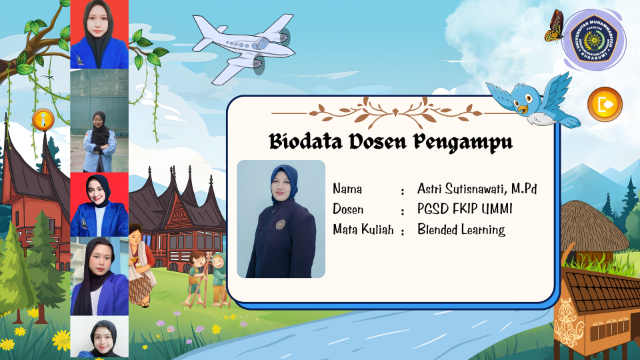 Biodata Dosen Pengampu
Nama : Astri Sutisnawati, M.Pd
Dosen : PGSD FKIP UMMI
Mata Kuliah : Blended Learning